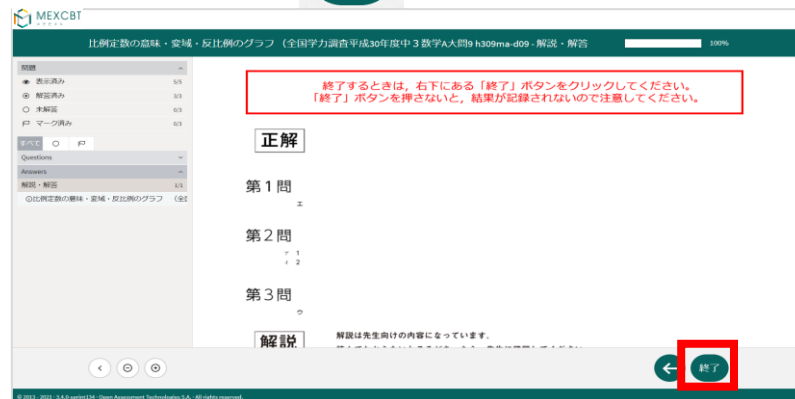 MEXCBT
比例定数の意味・変域・反比例のグラフ（全国学力調査平成30年度中３数学A大問9 h309ma-d09 - 解説・解答
100%
問題
表示済み 5/5
解答済み 3/3
未解答 0/3
マーク済み 0/3
すべて
Questions
Answers
解説・解答 1/1
比例定数の意味・変域・反比例のグラフ （全
終了するときは，右下にある「終了」ボタンをクリックしてください。
「終了」ボタンを押さないと，結果が記録されないので注意してください。
正解
第１問
エ
第２問
ア 1
イ 2
第３問
ウ
解説
解説は先生向けの内容になっています．
終了
© 2013 - 2021 - 3.4.0-sprint134 - Open Assessment Technologies S.A. - All rights reserved.